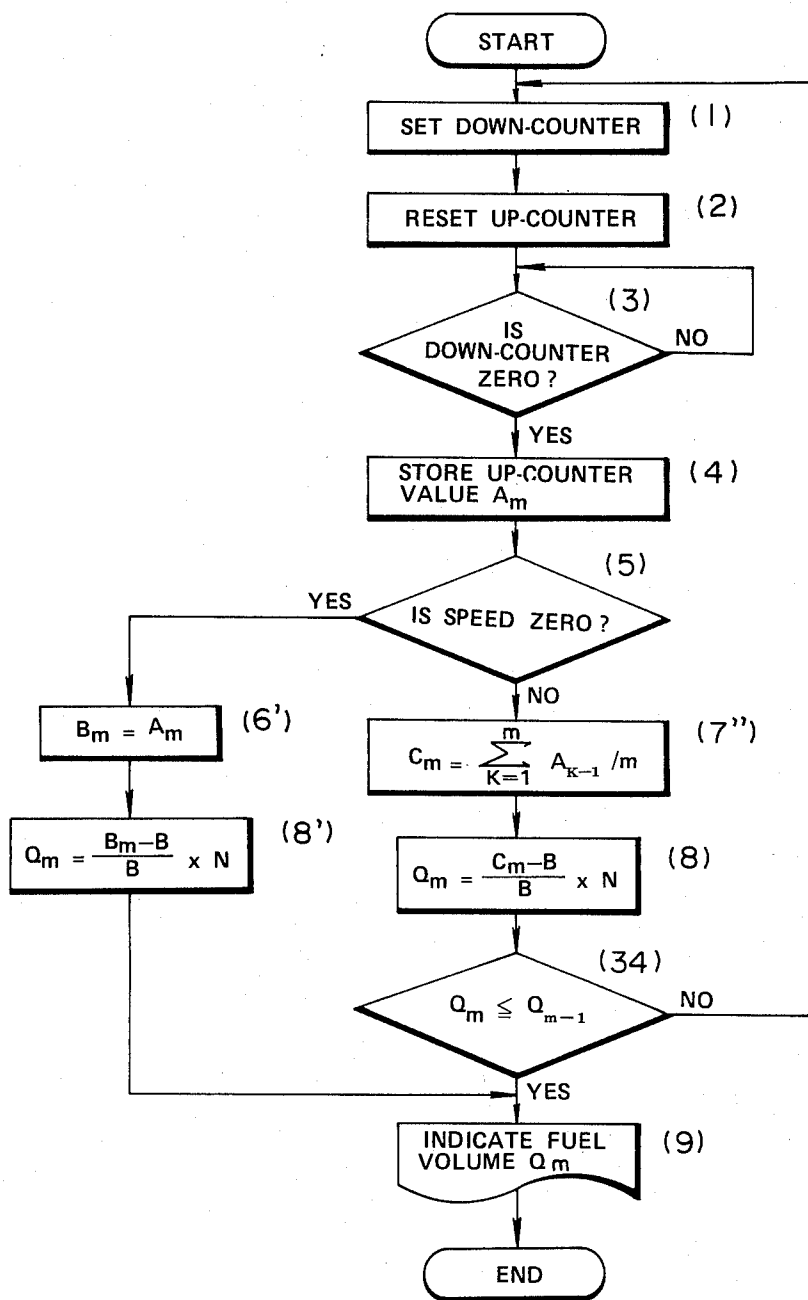 START
SET DOWN-COUNTER
(1)
RESET UP-COUNTER
(2)
(3)
IS
DOWN-COUNTER
ZERO?
NO
YES
STORE UP-COUNTER
VALUE Aₘ
(4)
(5)
YES
IS SPEED ZERO?
NO
Bₘ = Aₘ
(6')
Cₘ = ∑ₖ₌₁ᵐ Aₖ₋₁ /m
(7'')
Qₘ = (Bₘ−B)/B x N
(8')
Qₘ = (Cₘ−B)/B x N
(8)
(34)
Qₘ ≦ Qₘ₋₁
NO
YES
INDICATE FUEL
VOLUME Qₘ
(9)
END